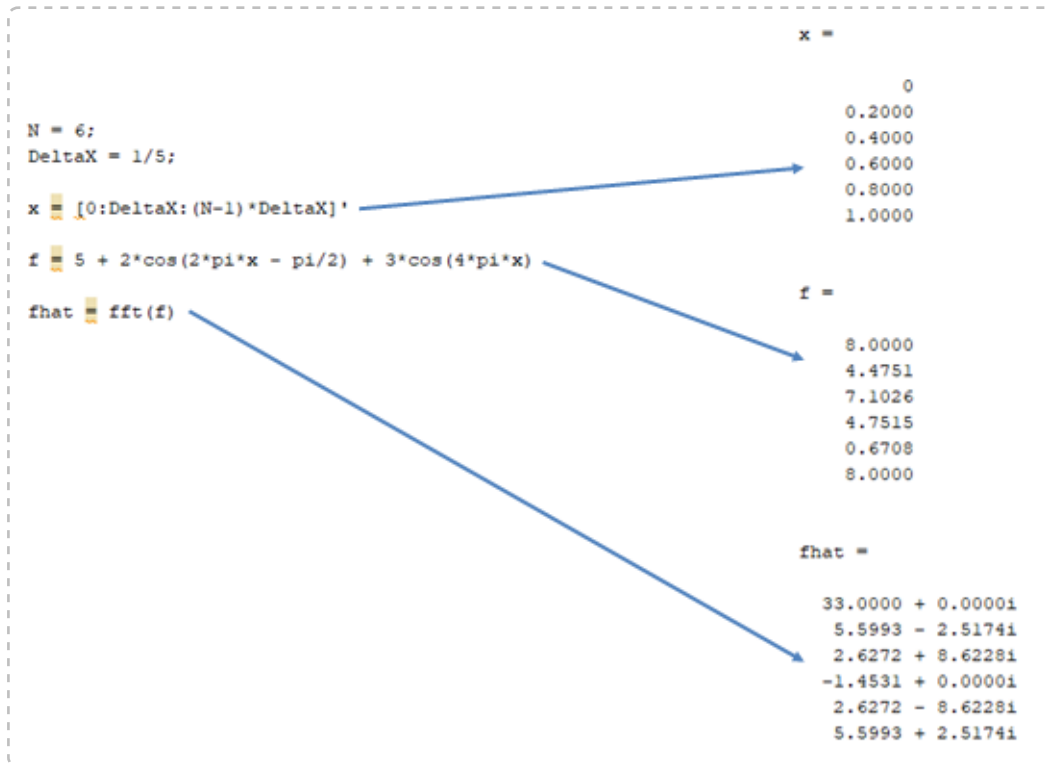 N = 6;
DeltaX = 1/5;
x = [0:DeltaX:(N-1)*DeltaX]'
f = 5 + 2*cos(2*pi*x - pi/2) + 3*cos(4*pi*x)
fhat = fft(f)
x =
0
0.2000
0.4000
0.6000
0.8000
1.0000
f =
8.0000
4.4751
7.1026
4.7515
0.6708
8.0000
fhat =
33.0000 + 0.0000i
5.5993 - 2.5174i
2.6272 + 8.6228i
-1.4531 + 0.0000i
2.6272 - 8.6228i
5.5993 + 2.5174i